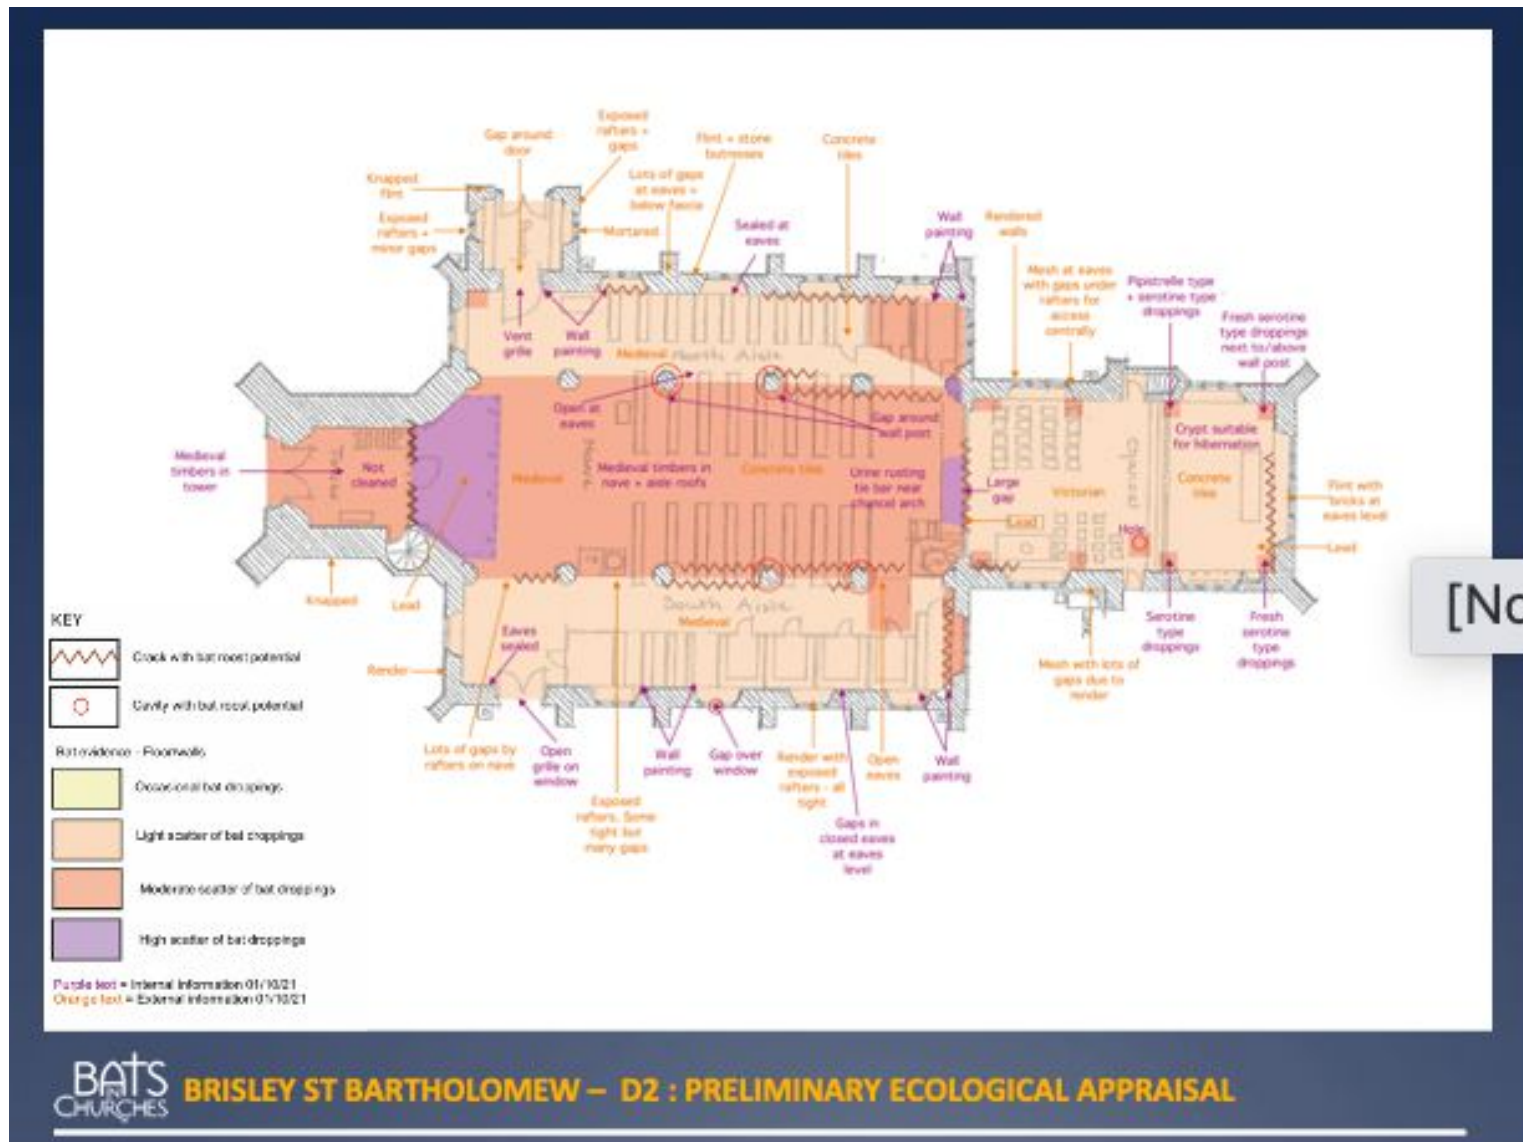 Exposed
rafters +
gaps
Gap around
door
Flint + stone
buttresses
Concrete
tiles
Knapped
flint
Lots of gaps
at eaves +
below fascia
Exposed
rafters +
minor gaps
Mortared
Sealed at
eaves
Wall
painting
Rendered
walls
Mesh at eaves
with gaps under
rafters for
access
centrally
Pipistrelle type
+ serotine type
droppings
Fresh serotine
type droppings
next to/above
wall post
Vent
grille
Wall
painting
Medieval
North Aisle
Open at
eaves
Gap around
wall post
Crypt suitable
for hibernation
Medieval
timbers in
tower
Not
cleaned
Medieval
Medieval timbers in
nave + aisle roofs
Concrete tiles
Urine rusting
tie bar near
chancel arch
Large
gap
Victorian
Concrete
tiles
Flint with
bricks at
eaves level
Lead
Hole
Lead
Knapped
Lead
South Aisle
Medieval
Eaves
sealed
Serotine
type
droppings
Fresh
serotine
type
droppings
Render
Mesh with lots of
gaps due to
render
Lots of gaps by
rafters on nave
Open
grille on
window
Wall
painting
Gap over
window
Render with
exposed
rafters - all
tight
Open
eaves
Wall
painting
Exposed
rafters. Some
tight but
many gaps
Gaps in
closed eaves
at eaves
level
KEY
Crack with bat roost potential
Cavity with bat roost potential
Bat evidence - Floor/walls
Occasional bat droppings
Light scatter of bat droppings
Moderate scatter of bat droppings
High scatter of bat droppings
Purple text = Internal information 01/10/21
Orange text = External information 01/10/21
[No
BATS
IN
CHURCHES
BRISLEY ST BARTHOLOMEW – D2 : PRELIMINARY ECOLOGICAL APPRAISAL